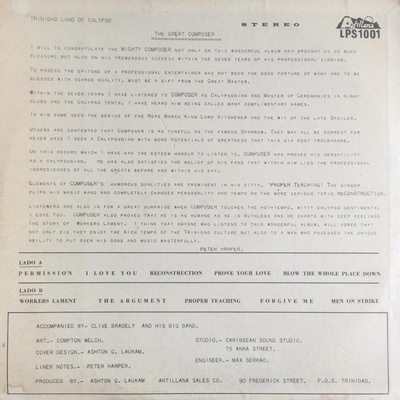 TRINIDAD LAND OF CALYPSO
STEREO
Antillana
LPS1001
THE GREAT COMPOSER
I WILL TO CONGRATULATE THE MIGHTY COMPOSER NOT ONLY ON THIS WONDERFUL ALBUM HAS BROUGHT US SO MUCH
PLEASURE BUT ALSO ON HIS TREMENDOUS SUCCESS WITHIN THE SEVEN YEARS OF HIS PROFESSIONAL SINGING.
TO POSSES THE EPITOMS OF A PROFESSIONAL ENTERTAINER HAS NOT BEEN THE GOOD FORTUNE OF MANY AND TO BE
BLESSED WITH SCARSE QUALITY, MUST BE A GIFT FROM THE GREAT MASTER.
WITHIN THE SEVEN YEARS I HAVE LISTENED TO COMPOSER AS CALYPSONIAN AND MASTER OF CEREMONIES IN NIGHT
CLUBS AND THE CALYPSO TENTS, I HAVE HEARD HIM BEING CALLED MANY COMPLIMENTARY NAMES.
TO HIM SOME SEED THE GENIUS OF THE ROAD MARCH KING LORD KITCHENER AND THE WIT OF THE LATE SPOILER.
OTHERS ARE CONTENTED THAT COMPOSER IS AS TUNEFUL AS THE FAMOUS SPARROW. THEY MAY ALL BE CORRECT FOR
NEVER HAVE I SEEN A CALYPSONIAN WITH MORE POTENTIALS OF GREATNESS THAT THIS SIX FOOT TROUBADORE.
ON THIS RECORD WHICH I HAVE HAD THE ESTEEM HONOUR TO LISTEN TO, COMPOSER HAS PROVED HIS VERSATILITY
AS A CALYPSONIAN. HE HAS ALSO SATISFIED THE BELIEF OF HIS FANS THAT WITHIN HIM LIES THE PROFESSIONAL
INGREDIENCES OF ALL THE GREATS BEFORE AND WITHIN HIS DAY.
ELEMENTS OF COMPOSER'S HUMOROUS QUALITIES ARE PROMINENT IN HIS DITTY, "PROPER TEACHING" THE SINGER
FLIPS HIS MAGIC WAND AND COMPLETELY CHANGES PERSONALITY AND TEMPO ON THE MORE SERIOUS TOPIC RECONSTRUCTION.
LISTENERS ARE ALSO IN FOR A GREAT SURPRISE WHEN COMPOSER TOUCHES THE HOT-TEMPO, WITTY CALYPSO SENTIMENTAL
I LOVE YOU. COMPOSER ALSO PROVES THAT HE IS AS HUMANE AS HE IS RUTHLESS AND HE CHANTS WITH DEEP FEELINGS
THE STORY OF WORKERS LAMENT. I THINK THAT ANYONE WHO LISTEN TO THIS WONDERFUL ALBUM, WILL AGREE THAT
NOT ONLY DID THEY ENJOY THE RICH TEMPO OF THE TRINIDAD CULTURE BUT ALSO TO A MAN WHO POSSESSED THE UNIQUE
ABILITY TO PUT OVER HIS SONG AND MUSIC MASTERFULLY.
PETER HARPER.
LADO A
PERMISSION I LOVE YOU RECONSTRUCTION PROVE YOUR LOVE BLOW THE WHOLE PLACE DOWN
LADO B
WORKERS LAMENT THE ARGUMENT PROPER TEACHING FORGIVE ME MEN ON STRIKE
ACCOMPANIED BY.- CLIVE BRADELY AND HIS BIG BAND.
ART.- COMPTON WELCH. STUDIO.- CARIBBEAN SOUND STUDIO.
COVER DESIGN.- ASHTON G. LAUKAM. 75 ANNA STREET.
LINER NOTES.- PETER HARPER. ENGINEER.- MAX SERRAO.
PRODUCED BY.- ASHTON G. LAUKAM ANTILLANA SALES CO. 90 FREDERICK STREET. P.O.S. TRINIDAD.